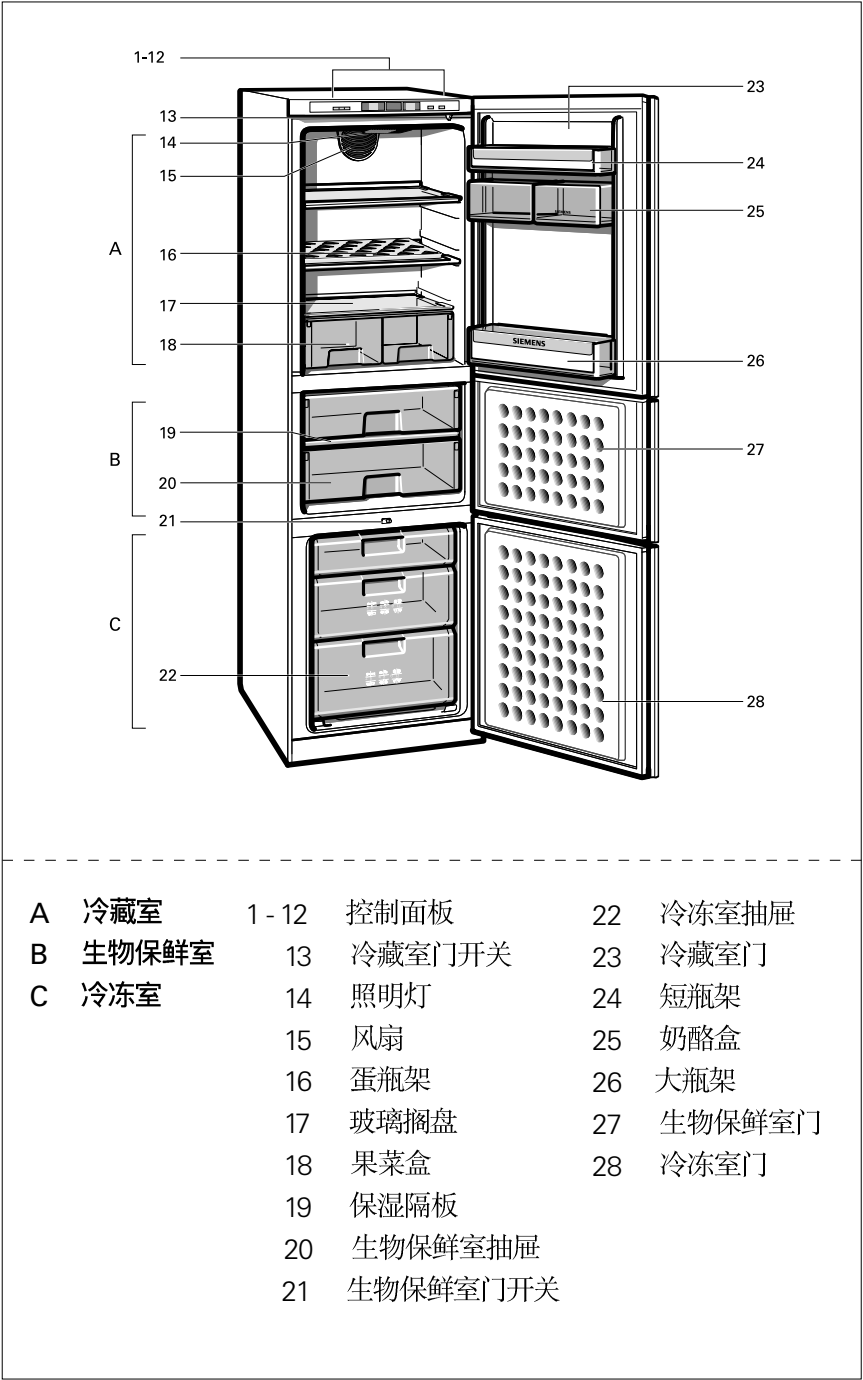 1-12
13
14
15
A
16
17
18
B
19
20
21
C
22
23
24
25
SIEMENS
26
27
28
A 冷藏室
B 生物保鲜室
C 冷冻室
1 - 12 控制面板
13 冷藏室门开关
14 照明灯
15 风扇
16 蛋瓶架
17 玻璃搁盘
18 果菜盒
19 保湿隔板
20 生物保鲜室抽屉
21 生物保鲜室门开关
22 冷冻室抽屉
23 冷藏室门
24 短瓶架
25 奶酪盒
26 大瓶架
27 生物保鲜室门
28 冷冻室门